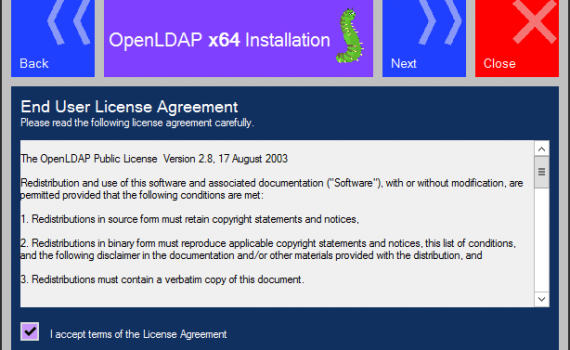 OpenLDAP x64 Installation
Back
Next
Close
End User License Agreement
Please read the following license agreement carefully.
The OpenLDAP Public License  Version 2.8, 17 August 2003
Redistribution and use of this software and associated documentation ("Software"), with or without modification, are
permitted provided that the following conditions are met:
1. Redistributions in source form must retain copyright statements and notices,
2. Redistributions in binary form must reproduce applicable copyright statements and notices, this list of conditions,
and the following disclaimer in the documentation and/or other materials provided with the distribution, and
3. Redistributions must contain a verbatim copy of this document.
I accept terms of the License Agreement